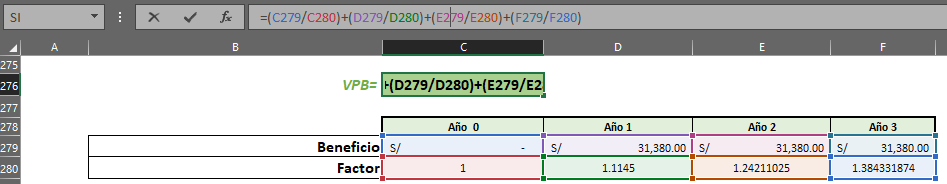 SI =(C279/C280)+(D279/D280)+(E279/E280)+(F279/F280)
A B C D E F
275
276 VPB= +(D279/D280)+(E279/E2
277
278 Año 0 Año 1 Año 2 Año 3
279 Beneficio S/ - S/ 31,380.00 S/ 31,380.00 S/ 31,380.00
280 Factor 1 1.1145 1.24211025 1.384331874